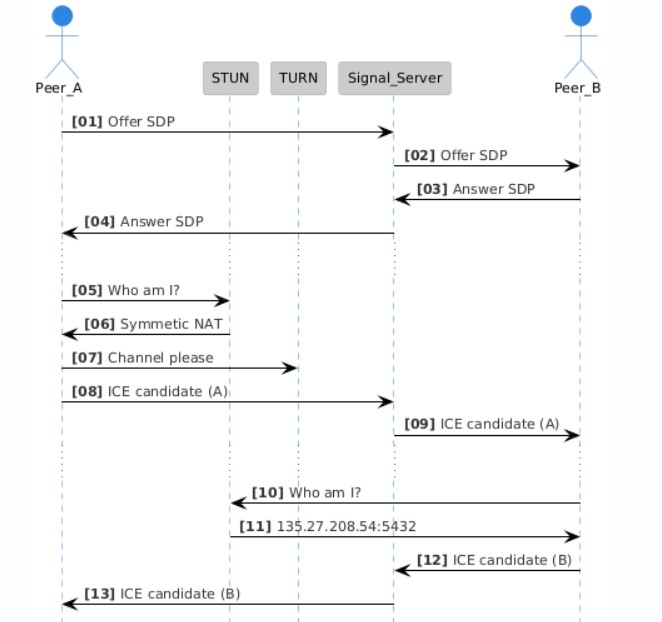 Peer_A
STUN
TURN
Signal_Server
Peer_B
[01] Offer SDP
[02] Offer SDP
[03] Answer SDP
[04] Answer SDP
[05] Who am I?
[06] Symmetic NAT
[07] Channel please
[08] ICE candidate (A)
[09] ICE candidate (A)
[10] Who am I?
[11] 135.27.208.54:5432
[12] ICE candidate (B)
[13] ICE candidate (B)